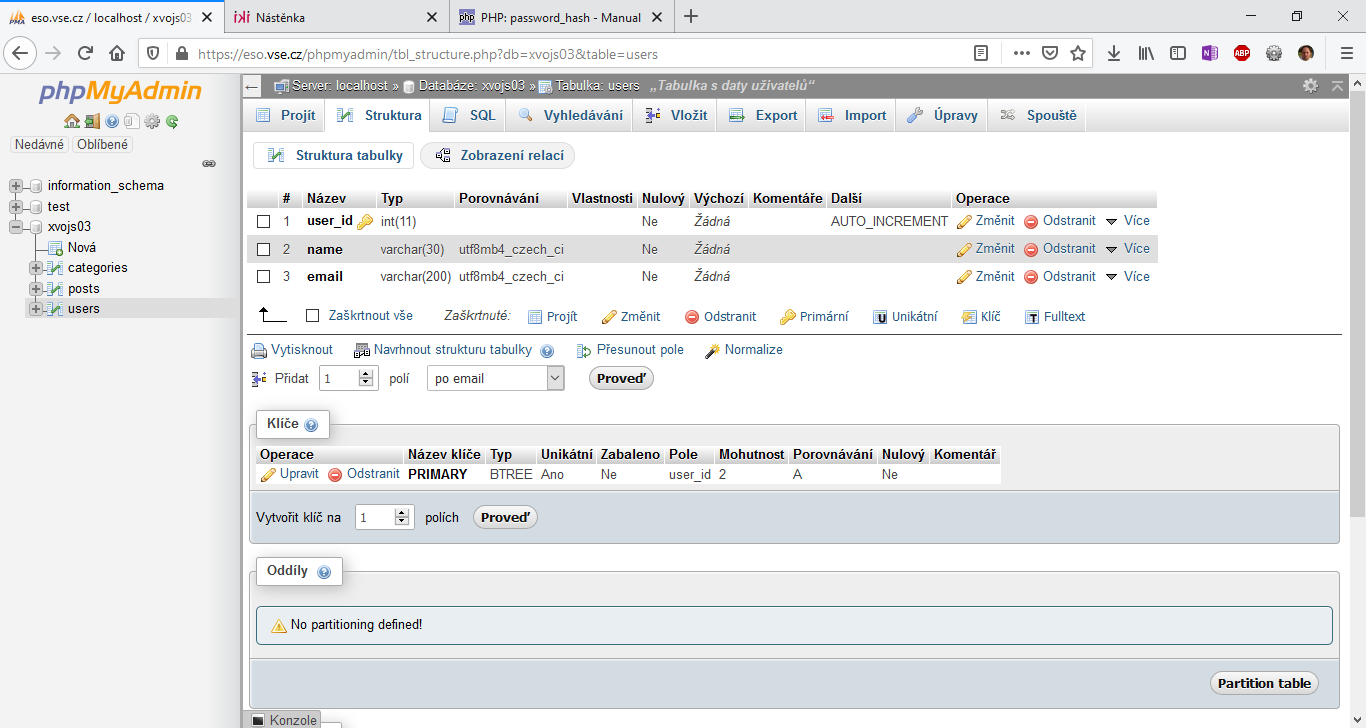 eso.vse.cz / localhost / xvojs03
Nástěnka
PHP: password_hash - Manual
https://eso.vse.cz/phpmyadmin/tbl_structure.php?db=xvojs03&table=users
phpMyAdmin
Nedávné Oblíbené
information_schema
test
xvojs03
Nová
categories
posts
users
Server: localhost » Databáze: xvojs03 » Tabulka: users „Tabulka s daty uživatelů“
Projít Struktura SQL Vyhledávání Vložit Export Import Úpravy Spouště
Struktura tabulky Zobrazení relací
# Název Typ Porovnávání Vlastnosti Nulový Výchozí Komentáře Další Operace
1 user_id int(11) Ne Žádná AUTO_INCREMENT Změnit Odstranit Více
2 name varchar(30) utf8mb4_czech_ci Ne Žádná Změnit Odstranit Více
3 email varchar(200) utf8mb4_czech_ci Ne Žádná Změnit Odstranit Více
Zaškrtnout vše Zaškrtnuté: Projít Změnit Odstranit Primární Unikátní Klíč Fulltext
Vytisknout Navrhnout strukturu tabulky Přesunout pole Normalize
Přidat 1 polí po email Proveď
Klíče
Operace Název klíče Typ Unikátní Zabaleno Pole Mohutnost Porovnávání Nulový Komentář
Upravit Odstranit PRIMARY BTREE Ano Ne user_id 2 A Ne
Vytvořit klíč na 1 polích Proveď
Oddíly
No partitioning defined!
Partition table
Konzole